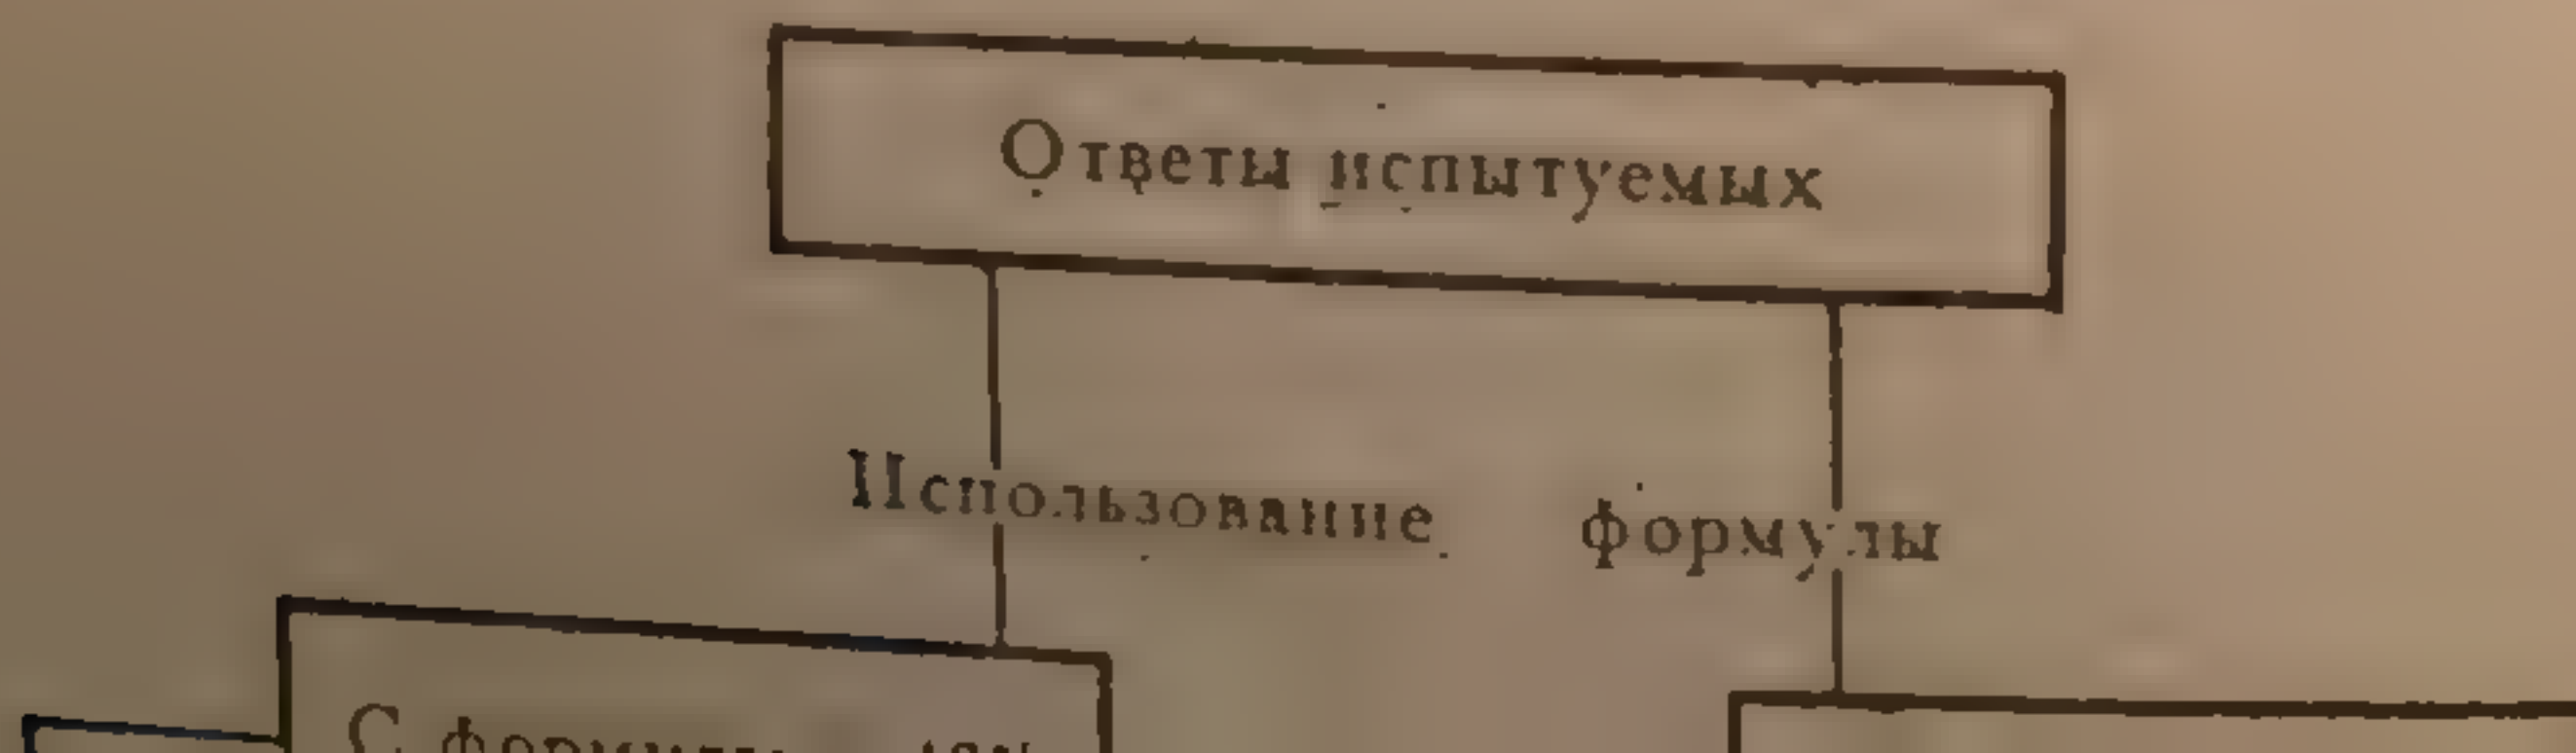 Ответы испытуемых
Использование формулы
С